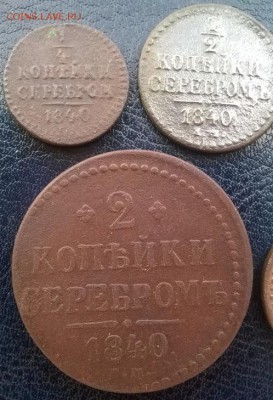 COINS.LAVE.RU
1/4
КОПѢЙКИ
СЕРЕБРОМЪ
1840
1/2
КОПѢЙКИ
СЕРЕБРОМЪ
1840
2
КОПѢЙКИ
СЕРЕБРОМЪ
1840